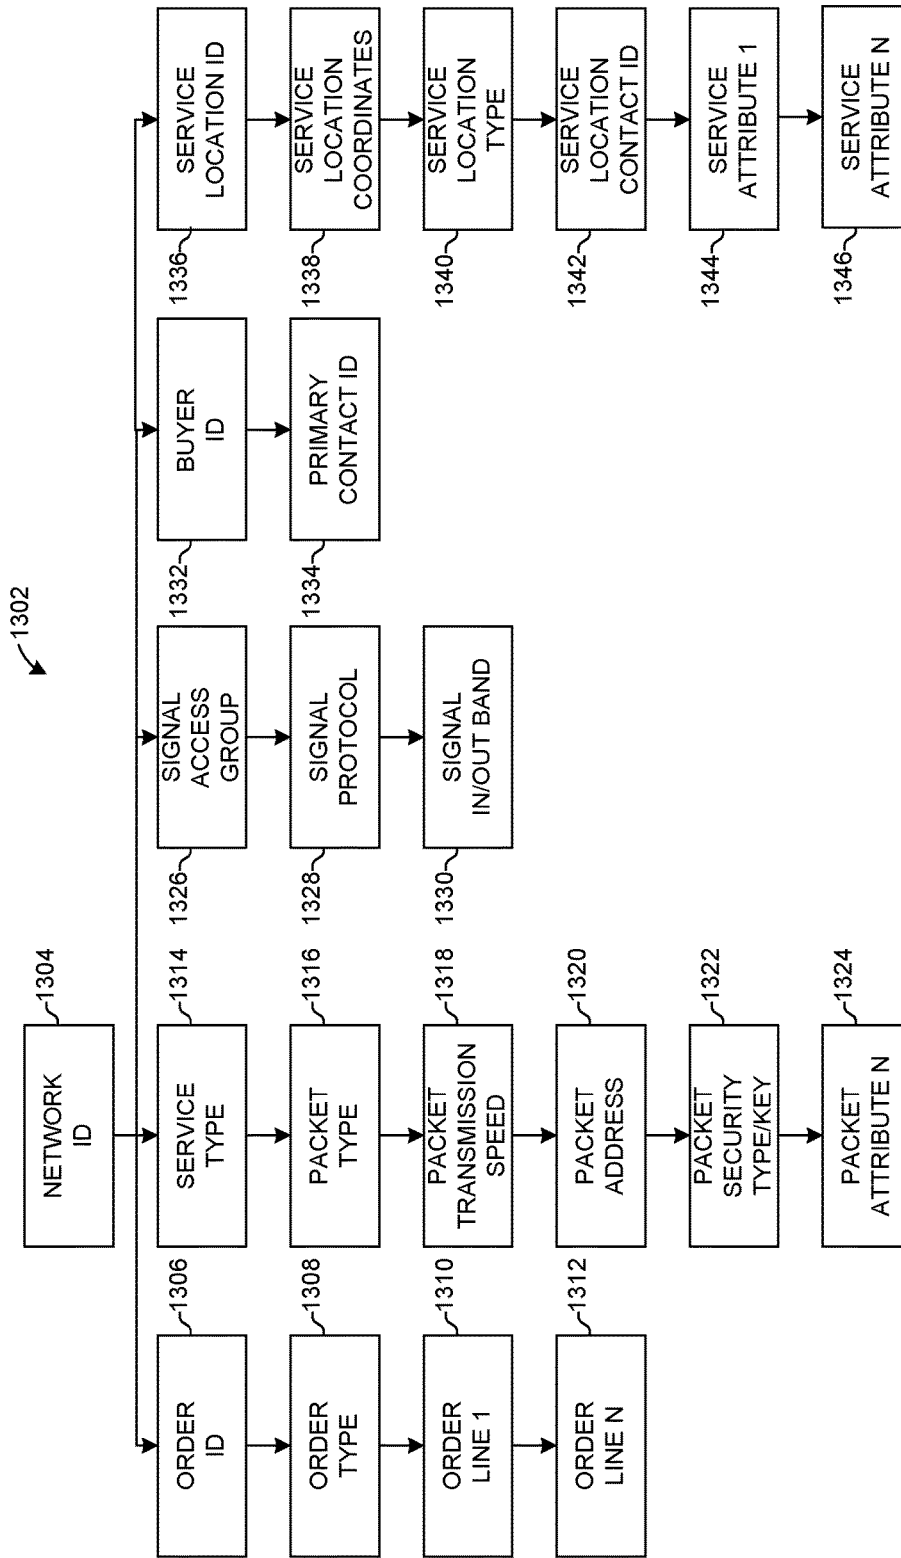 1302
NETWORK
ID
1304
ORDER
ID
1306
ORDER
TYPE
1308
ORDER
LINE 1
1310
ORDER
LINE N
1312
SERVICE
TYPE
1314
PACKET
TYPE
1316
PACKET
TRANSMISSION
SPEED
1318
PACKET
ADDRESS
1320
PACKET
SECURITY
TYPE/KEY
1322
PACKET
ATTRIBUTE N
1324
SIGNAL
ACCESS
GROUP
1326
SIGNAL
PROTOCOL
1328
SIGNAL
IN/OUT BAND
1330
BUYER
ID
1332
PRIMARY
CONTACT ID
1334
SERVICE
LOCATION ID
1336
SERVICE
LOCATION
COORDINATES
1338
SERVICE
LOCATION
TYPE
1340
SERVICE
LOCATION
CONTACT ID
1342
SERVICE
ATTRIBUTE 1
1344
SERVICE
ATTRIBUTE N
1346